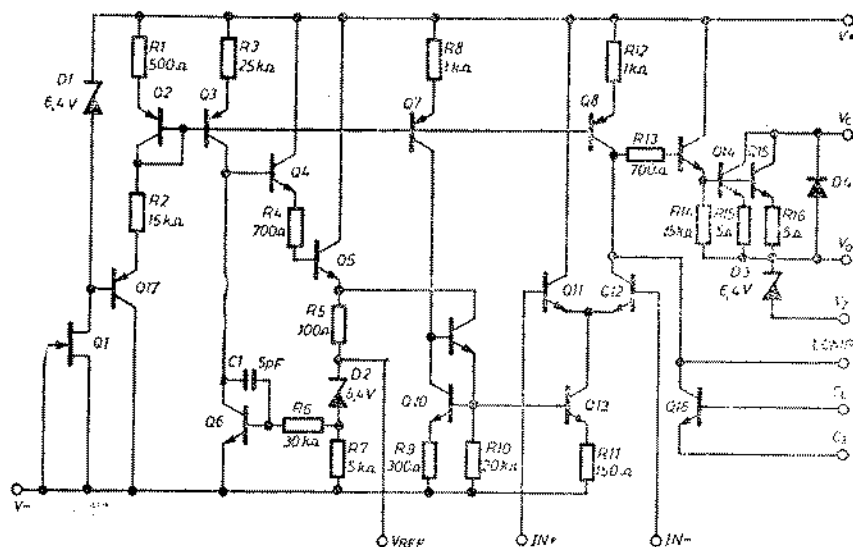 R1
500Ω
R3
25kΩ
R8
1kΩ
R12
1kΩ
V+
D1
6,4V
Q2
Q3
Q7
Q8
R13
700Ω
Q14
Q15
VC
D4
Q4
R2
15kΩ
R4
700Ω
R14
15kΩ
R15
5Ω
R16
5Ω
VO
Q17
Q5
Q11
Q12
D3
6,4V
VZ
R5
100Ω
Q1
C1
5pF
D2
6,4V
Q10
Q13
Q16
COMP
CL
CS
Q6
R6
30kΩ
R7
5kΩ
R9
300Ω
R10
20kΩ
R11
150Ω
V-
VREF
IN+
IN-